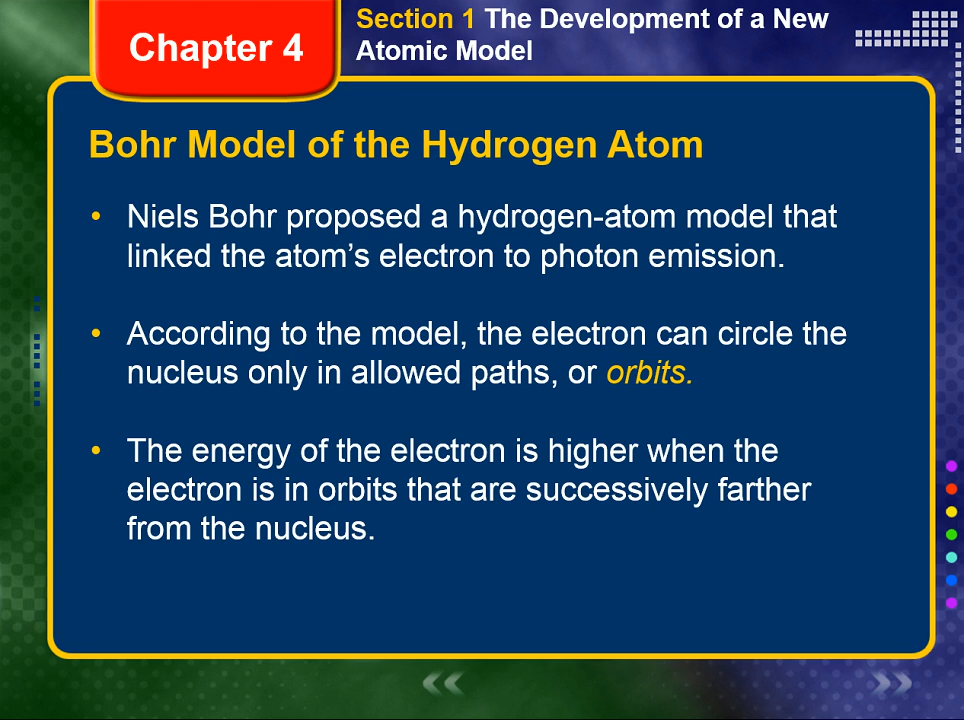 Chapter 4
Section 1 The Development of a New
Atomic Model
Bohr Model of the Hydrogen Atom
• Niels Bohr proposed a hydrogen-atom model that
linked the atom’s electron to photon emission.
• According to the model, the electron can circle the
nucleus only in allowed paths, or orbits.
• The energy of the electron is higher when the
electron is in orbits that are successively farther
from the nucleus.